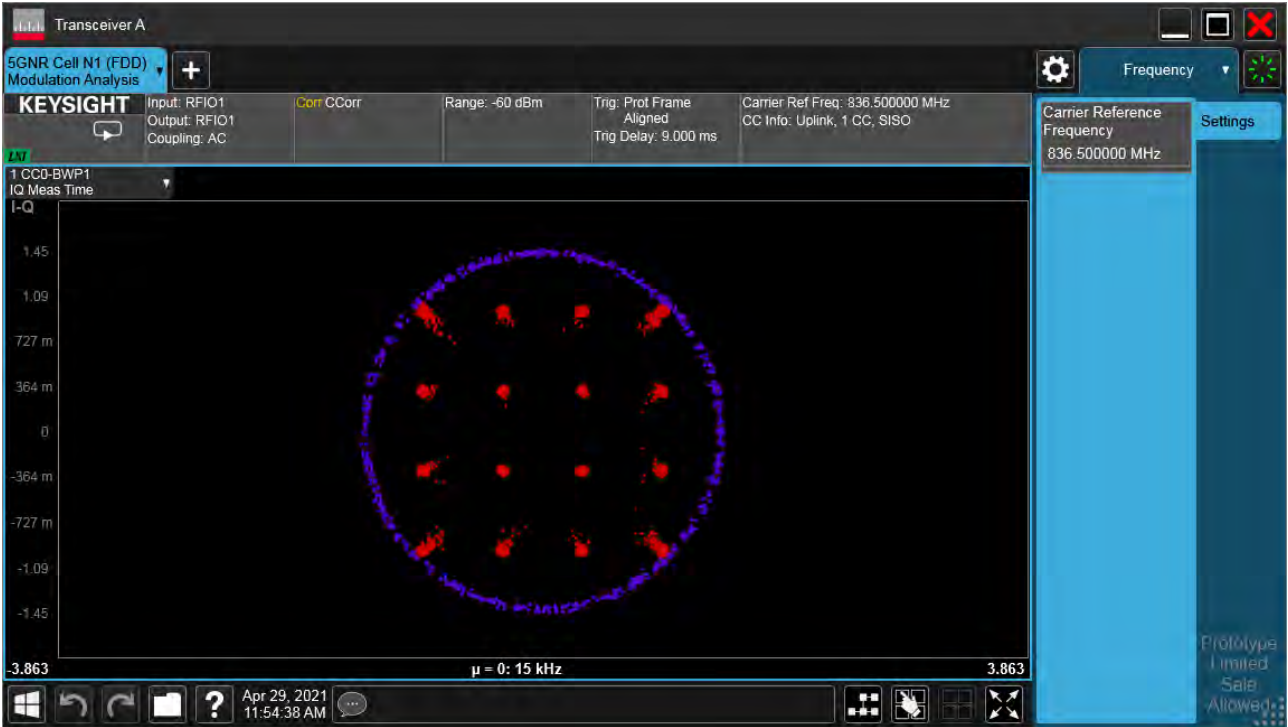 Transceiver A
5GNR Cell N1 (FDD)
Modulation Analysis
+
Frequency
KEYSIGHT
LXI
Input: RFIO1
Output: RFIO1
Coupling: AC
Corr CCorr
Range: -60 dBm
Trig: Prot Frame
Aligned
Trig Delay: 9.000 ms
Carrier Ref Freq: 836.500000 MHz
CC Info: Uplink, 1 CC, SISO
Carrier Reference
Frequency
836.500000 MHz
Settings
1 CC0-BWP1
IQ Meas Time
I-Q
1.45
1.09
727 m
364 m
0
-364 m
-727 m
-1.09
-1.45
-3.863
µ = 0: 15 kHz
3.863
Prototype
Limited
Sale
Allowed
?
Apr 29, 2021
11:54:38 AM